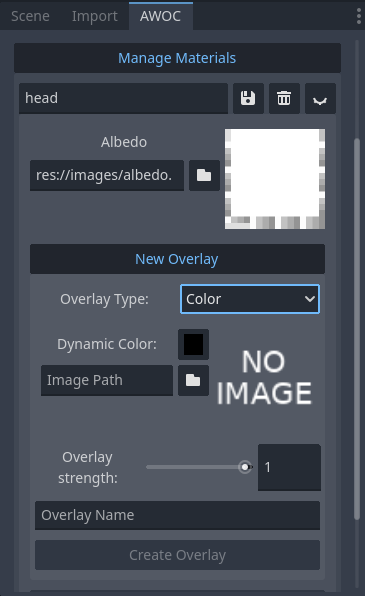 Scene Import AWOC
Manage Materials
head
Albedo
res://images/albedo.
New Overlay
Overlay Type: Color
Dynamic Color:
Image Path
NO
IMAGE
Overlay
strength:
1
Overlay Name
Create Overlay